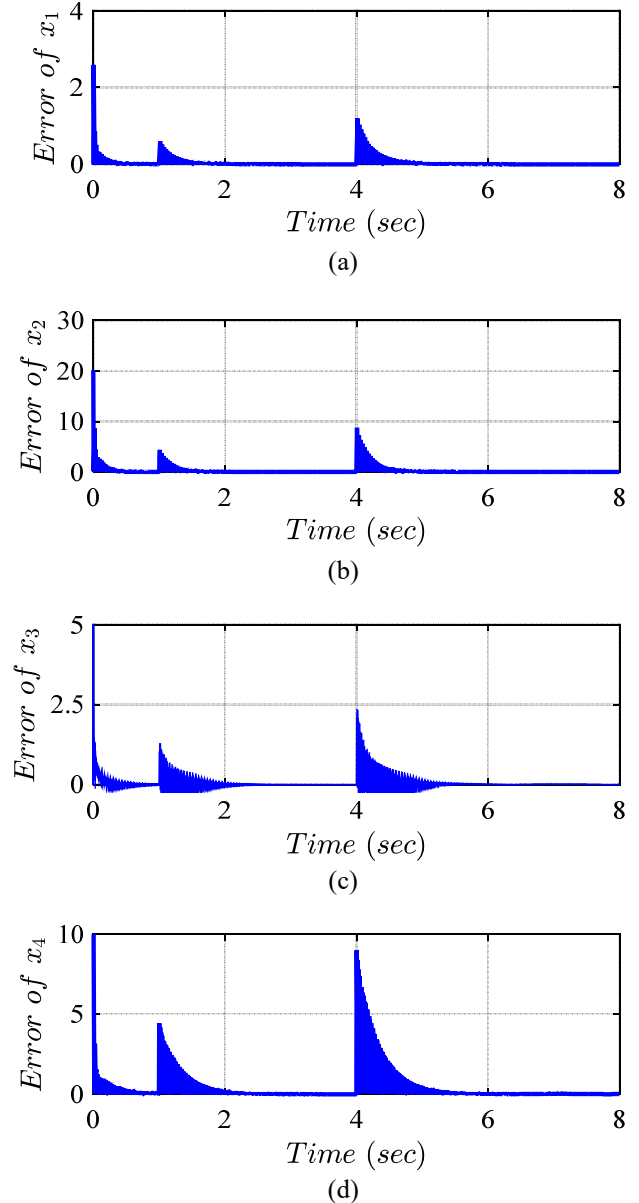 4
Error of x1
2
0
0 2 4 6 8
Time (sec)
(a)
30
Error of x2
20
10
0
0 2 4 6 8
Time (sec)
(b)
5
Error of x3
2.5
0
0 2 4 6 8
Time (sec)
(c)
10
Error of x4
5
0
0 2 4 6 8
Time (sec)
(d)